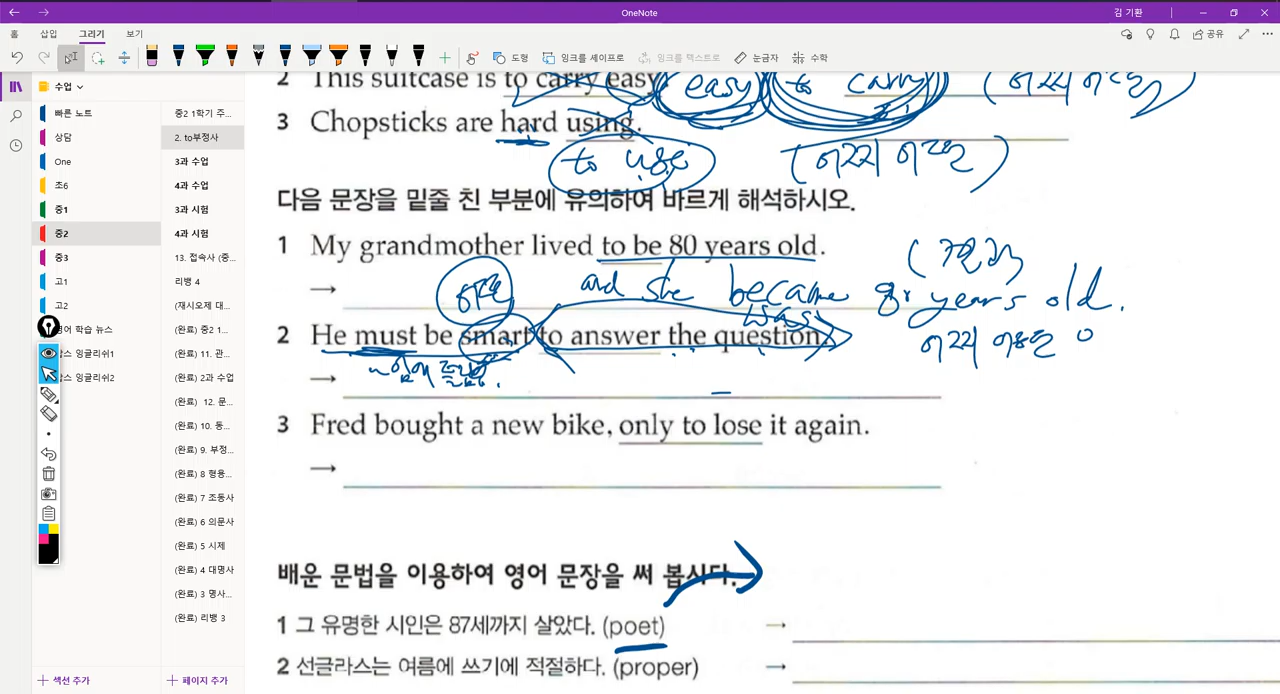 OneNote
김 기환
홈 삽입 그리기 보기
도형 잉크를 셰이프로 잉크를 텍스트로 눈금자 수학
공유
수업
빠른 노트
상담
One
초6
중1
중2
중3
고1
고2
영어 학습 뉴스
스 잉글리쉬1
스 잉글리쉬2
섹션 추가
중2 1학기 주...
2. to부정사
3과 수업
4과 수업
3과 시험
4과 시험
13. 접속사 (중...
리뱅 4
(재시오제 대...
(완료) 중2 1...
(완료) 11. 관...
(완료) 2과 수업
(완료) 12. 문...
(완료) 10. 동...
(완료) 9. 부정...
(완료) 8 형용...
(완료) 7 조동사
(완료) 6 의문사
(완료) 5 시제
(완료) 4 대명사
(완료) 3 명사...
(완료) 리뱅 3
페이지 추가
2 This suitcase is to carry easy
easy to carry
3 Chopsticks are hard using.
to use
다음 문장을 밑줄 친 부분에 유의하여 바르게 해석하시오.
1 My grandmother lived to be 80 years old.
→ and she became 80 years old.
was
2 He must be smart to answer the question.
→
3 Fred bought a new bike, only to lose it again.
→
배운 문법을 이용하여 영어 문장을 써 봅시다.
1 그 유명한 시인은 87세까지 살았다. (poet) →
2 선글라스는 여름에 쓰기에 적절하다. (proper) →